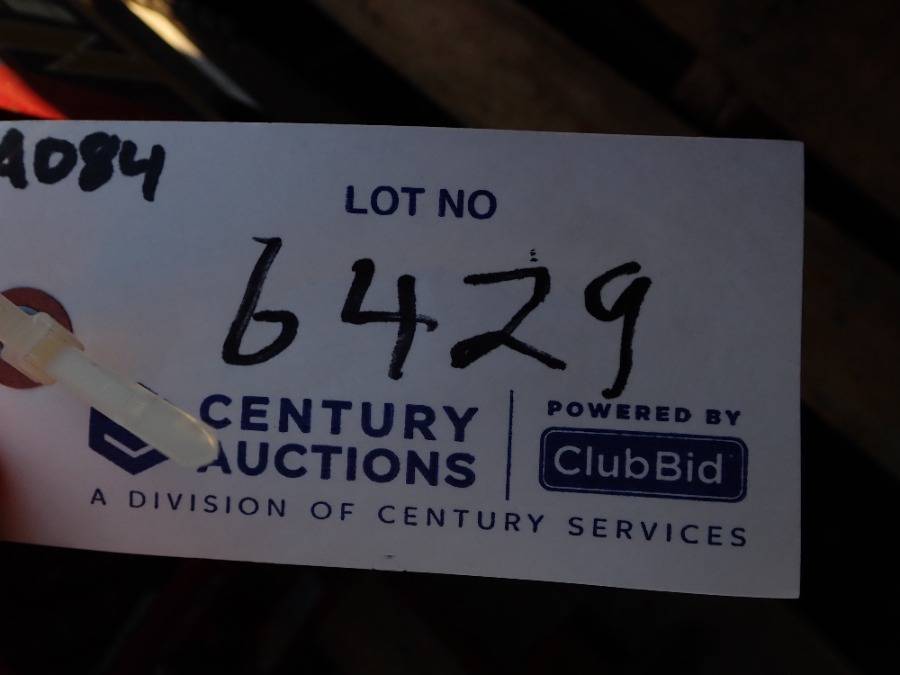 A084
LOT NO
6429
CENTURY
AUCTIONS
POWERED BY
ClubBid
A DIVISION OF CENTURY SERVICES